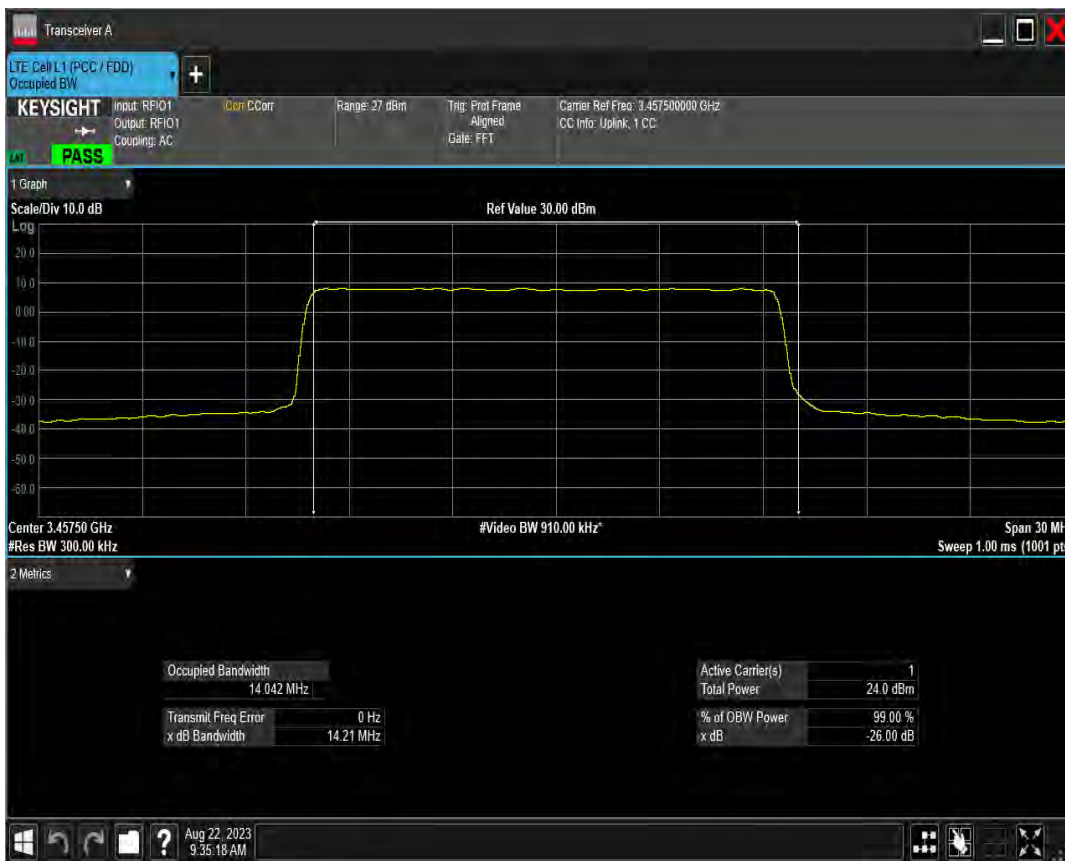 Transceiver A
LTE Cell L1 (PCC / FDD)
Occupied BW
+
KEYSIGHT
Input: RFIO1
Output: RFIO1
Coupling: AC
Corr CCorr
Range: 27 dBm
Trig: Prot Frame
Aligned
Gate: FFT
Carrier Ref Freq: 3.457500000 GHz
CC Info: Uplink, 1 CC
PASS
1 Graph
Scale/Div 10.0 dB
Ref Value 30.00 dBm
Log
20.0
10.0
0.00
-10.0
-20.0
-30.0
-40.0
-50.0
-60.0
Center 3.45750 GHz
#Video BW 910.00 kHz*
Span 30 MH
#Res BW 300.00 kHz
Sweep 1.00 ms (1001 pt
2 Metrics
Occupied Bandwidth
14.042 MHz
Transmit Freq Error 0 Hz
x dB Bandwidth 14.21 MHz
Active Carrier(s) 1
Total Power 24.0 dBm
% of OBW Power 99.00 %
x dB -26.00 dB
?
Aug 22, 2023
9:35:18 AM